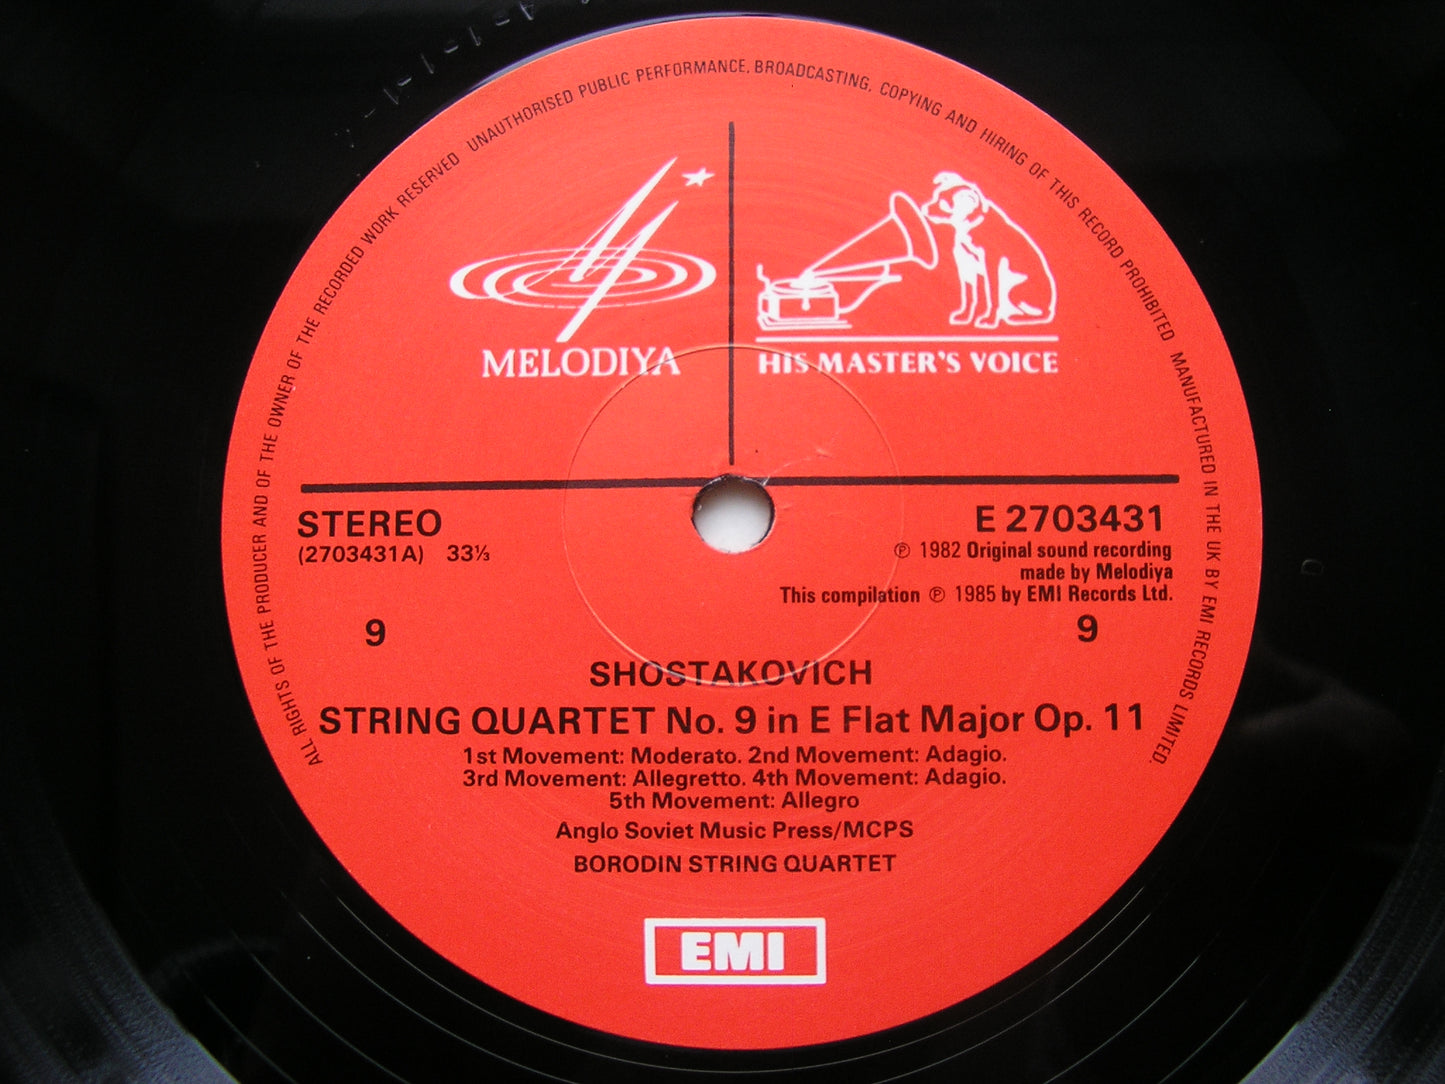 ALL RIGHTS OF THE PRODUCER AND OF THE OWNER OF THE RECORDED WORK RESERVED UNAUTHORISED PUBLIC PERFORMANCE, BROADCASTING, COPYING AND HIRING OF THIS RECORD PROHIBITED MANUFACTURED IN THE UK BY EMI RECORDS LIMITED.
MELODIYA
HIS MASTER'S VOICE
STEREO
(2703431A) 33⅓
E 2703431
℗ 1982 Original sound recording
made by Melodiya
This compilation ℗ 1985 by EMI Records Ltd.
9 9
SHOSTAKOVICH
STRING QUARTET No. 9 in E Flat Major Op. 11
1st Movement: Moderato. 2nd Movement: Adagio.
3rd Movement: Allegretto. 4th Movement: Adagio.
5th Movement: Allegro
Anglo Soviet Music Press/MCPS
BORODIN STRING QUARTET
EMI